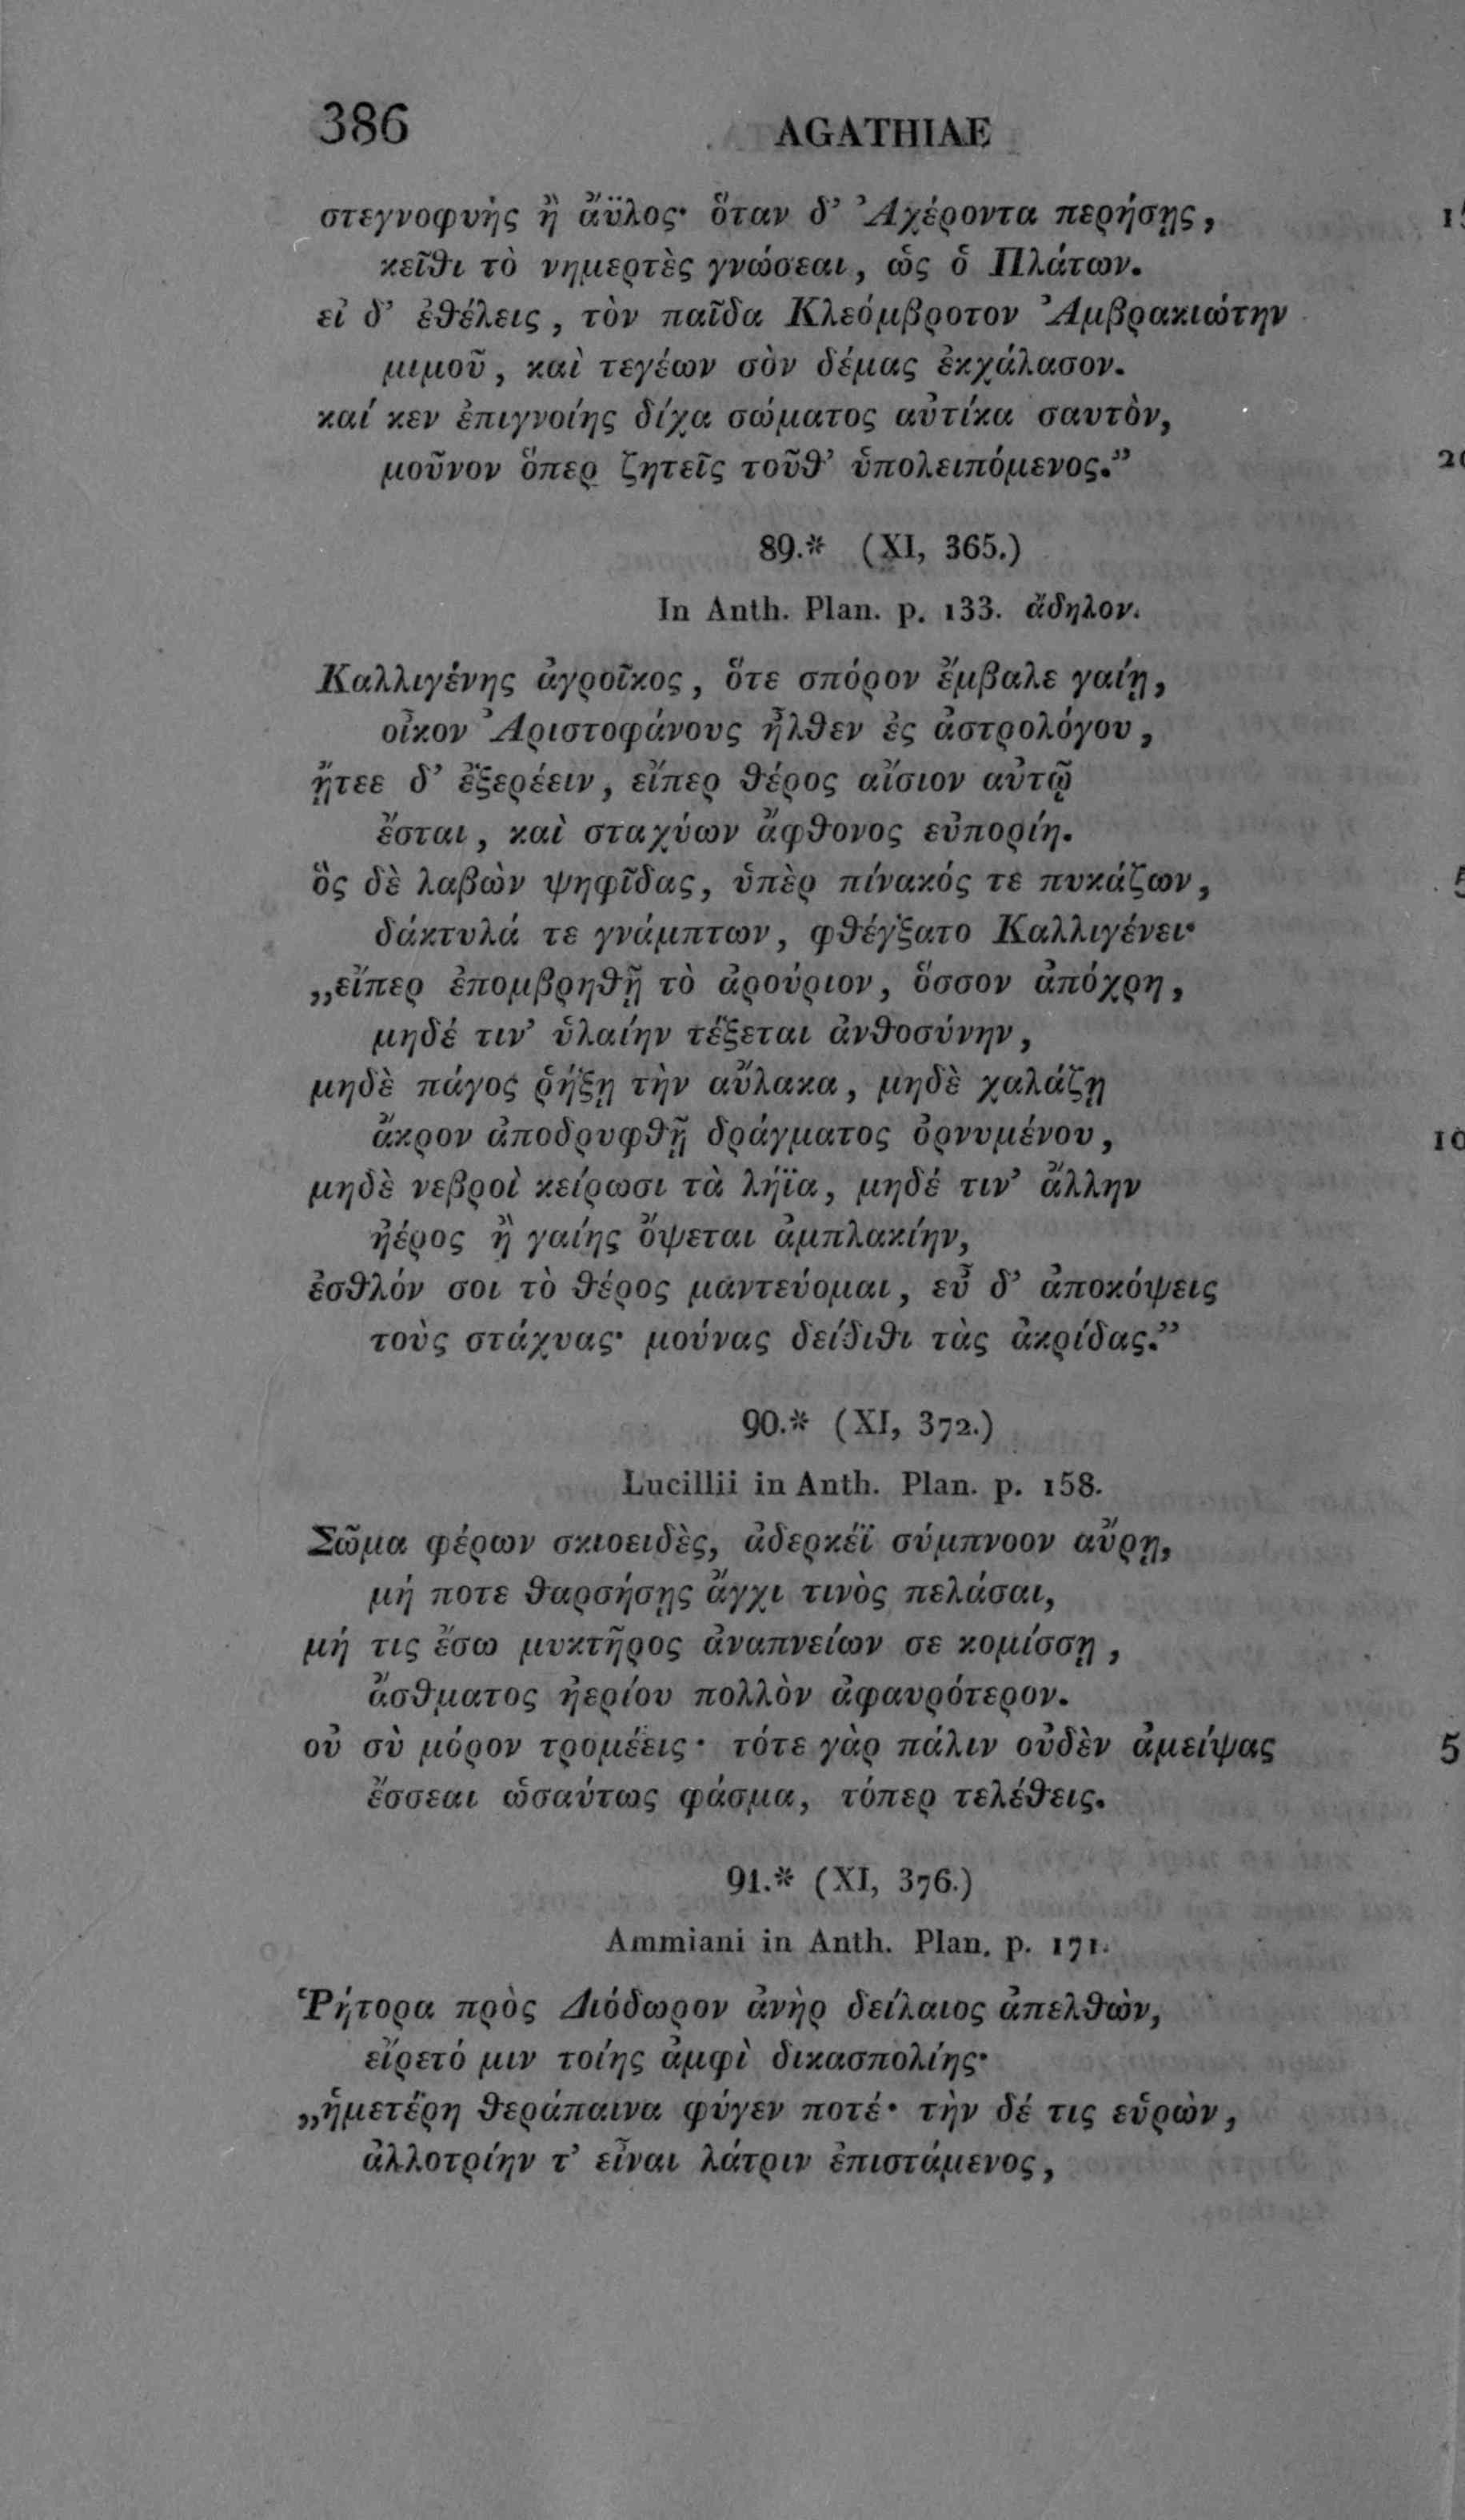 386
AGATHIAE
στεγνοφυὴς ἢ ἄϋλος· ὅταν δ’ Ἀχέροντα περήσῃς,
κεῖθι τὸ νημερτὲς γνώσεαι, ὡς ὁ Πλάτων.
εἰ δ’ ἐθέλεις, τὸν παῖδα Κλεόμβροτον Ἀμβρακιώτην
μιμοῦ, καὶ τεγέων σὸν δέμας ἐκχάλασον.
καί κεν ἐπιγνοίης δίχα σώματος αὐτίκα σαυτὸν,
μοῦνον ὅπερ ζητεῖς τοῦθ’ ὑπολειπόμενος.” 20
89.* (XI, 365.)
In Anth. Plan. p. 133. ἄδηλον.
Καλλιγένης ἀγροῖκος, ὅτε σπόρον ἔμβαλε γαίῃ,
οἶκον Ἀριστοφάνους ἦλθεν ἐς ἀστρολόγου,
ᾔτεε δ’ ἐξερέειν, εἴπερ θέρος αἴσιον αὐτῷ
ἔσται, καὶ σταχύων ἄφθονος εὐπορίη.
ὃς δὲ λαβὼν ψηφῖδας, ὑπὲρ πίνακός τε πυκάζων, 5
δάκτυλά τε γνάμπτων, φθέγξατο Καλλιγένει·
„εἴπερ ἐπομβρηθῇ τὸ ἀρούριον, ὅσσον ἀπόχρη,
μηδέ τιν’ ὑλαίην τέξεται ἀνθοσύνην,
μηδὲ πάγος ῥήξῃ τὴν αὔλακα, μηδὲ χαλάζῃ
ἄκρον ἀποδρυφθῇ δράγματος ὀρνυμένου, 10
μηδὲ νεβροὶ κείρωσι τὰ λήϊα, μηδέ τιν’ ἄλλην
ἠέρος ἢ γαίης ὄψεται ἀμπλακίην,
ἐσθλόν σοι τὸ θέρος μαντεύομαι, εὖ δ’ ἀποκόψεις
τοὺς στάχυας· μούνας δείδιθι τὰς ἀκρίδας.”
90.* (XI, 372.)
Lucillii in Anth. Plan. p. 158.
Σῶμα φέρων σκιοειδὲς, ἀδερκέϊ σύμπνοον αὔρῃ,
μή ποτε θαρσήσῃς ἄγχι τινὸς πελάσαι,
μή τις ἔσω μυκτῆρος ἀναπνείων σε κομίσσῃ,
ἄσθματος ἠερίου πολλὸν ἀφαυρότερον.
οὐ σὺ μόρον τρομέεις· τότε γὰρ πάλιν οὐδὲν ἀμείψας 5
ἔσσεαι ὡσαύτως φάσμα, τόπερ τελέθεις.
91.* (XI, 376.)
Ammiani in Anth. Plan. p. 171.
Ῥήτορα πρὸς Διόδωρον ἀνὴρ δείλαιος ἀπελθὼν,
εἴρετό μιν τοίης ἀμφὶ δικασπολίης·
„ἡμετέρη θεράπαινα φύγεν ποτέ· τὴν δέ τις εὑρὼν,
ἀλλοτρίην τ’ εἶναι λάτριν ἐπιστάμενος,